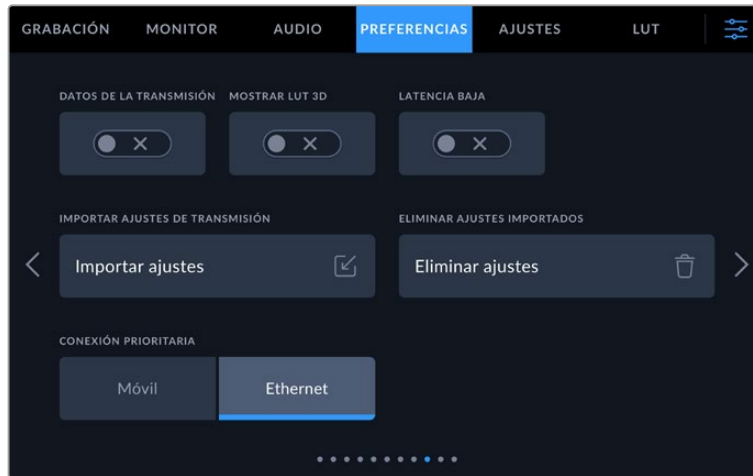 GRABACIÓN MONITOR AUDIO PREFERENCIAS AJUSTES LUT
DATOS DE LA TRANSMISIÓN MOSTRAR LUT 3D LATENCIA BAJA
IMPORTAR AJUSTES DE TRANSMISIÓN ELIMINAR AJUSTES IMPORTADOS
Importar ajustes Eliminar ajustes
CONEXIÓN PRIORITARIA
Móvil Ethernet